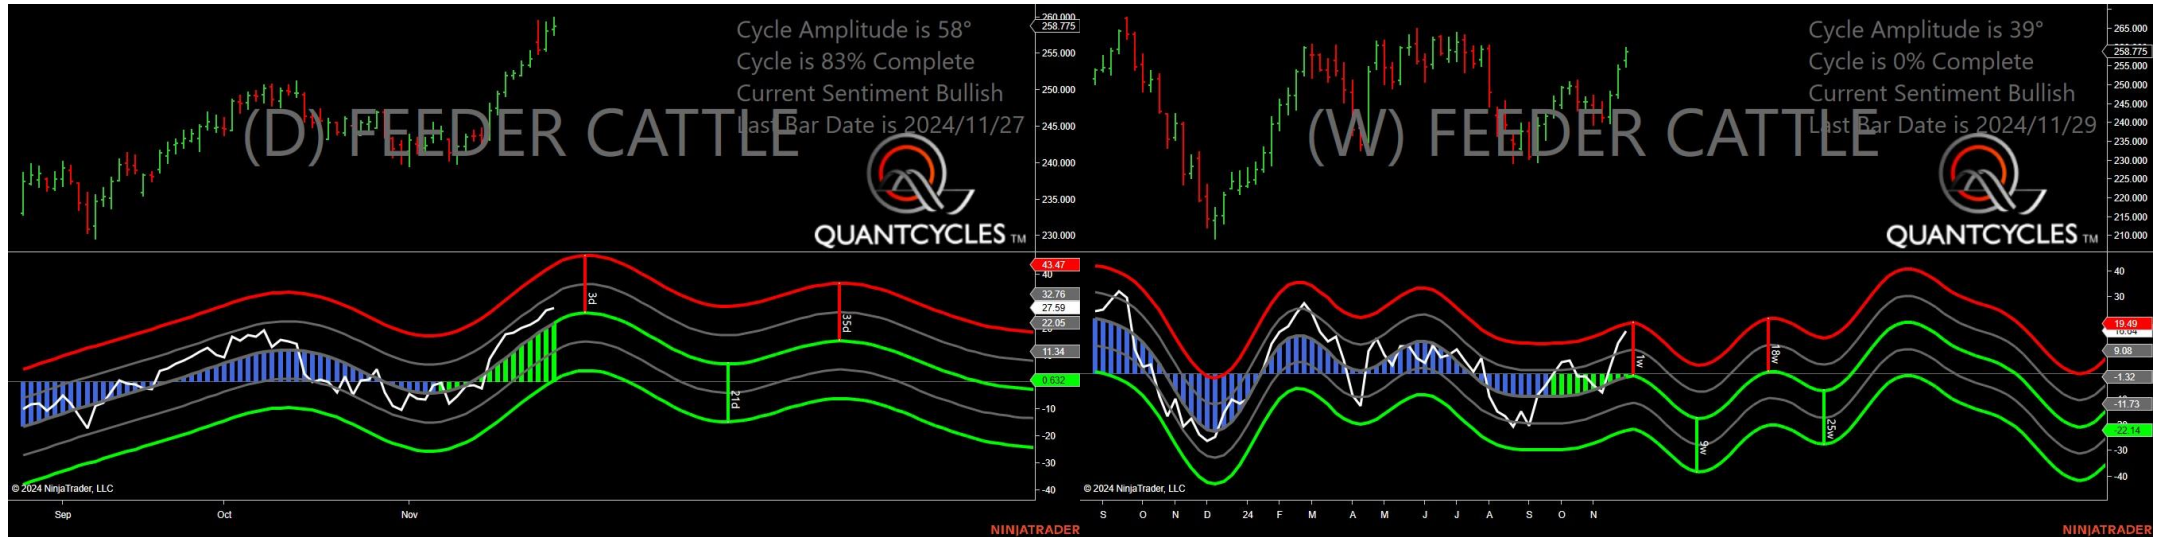 Cycle Amplitude is 58°
Cycle is 83% Complete
Current Sentiment Bullish
Last Bar Date is 2024/11/27
(D) FEEDER CATTLE
QUANTCYCLES TM
260.000
258.775
255.000
250.000
245.000
240.000
235.000
230.000
3d
21d
35d
43.47
40
32.76
27.59
22.05
11.34
0.632
-10
-20
-30
-40
© 2024 NinjaTrader, LLC
Sep Oct Nov
NINJATRADER
Cycle Amplitude is 39°
Cycle is 0% Complete
Current Sentiment Bullish
Last Bar Date is 2024/11/29
(W) FEEDER CATTLE
QUANTCYCLES TM
265.000
258.775
255.000
250.000
245.000
240.000
235.000
230.000
225.000
220.000
215.000
210.000
1w
9w
18w
25w
40
30
19.49
9.08
-1.32
-11.73
-22.14
-30
-40
© 2024 NinjaTrader, LLC
S O N D 24 F M A M J J A S O N
NINJATRADER